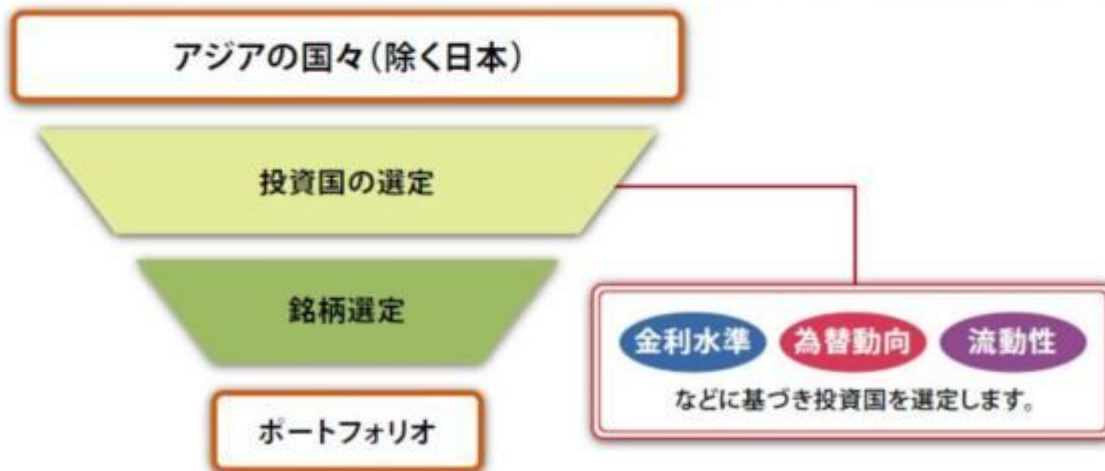 アジアの国々(除く日本)
投資国の選定
銘柄選定
金利水準 為替動向 流動性
などに基づき投資国を選定します。
ポートフォリオ